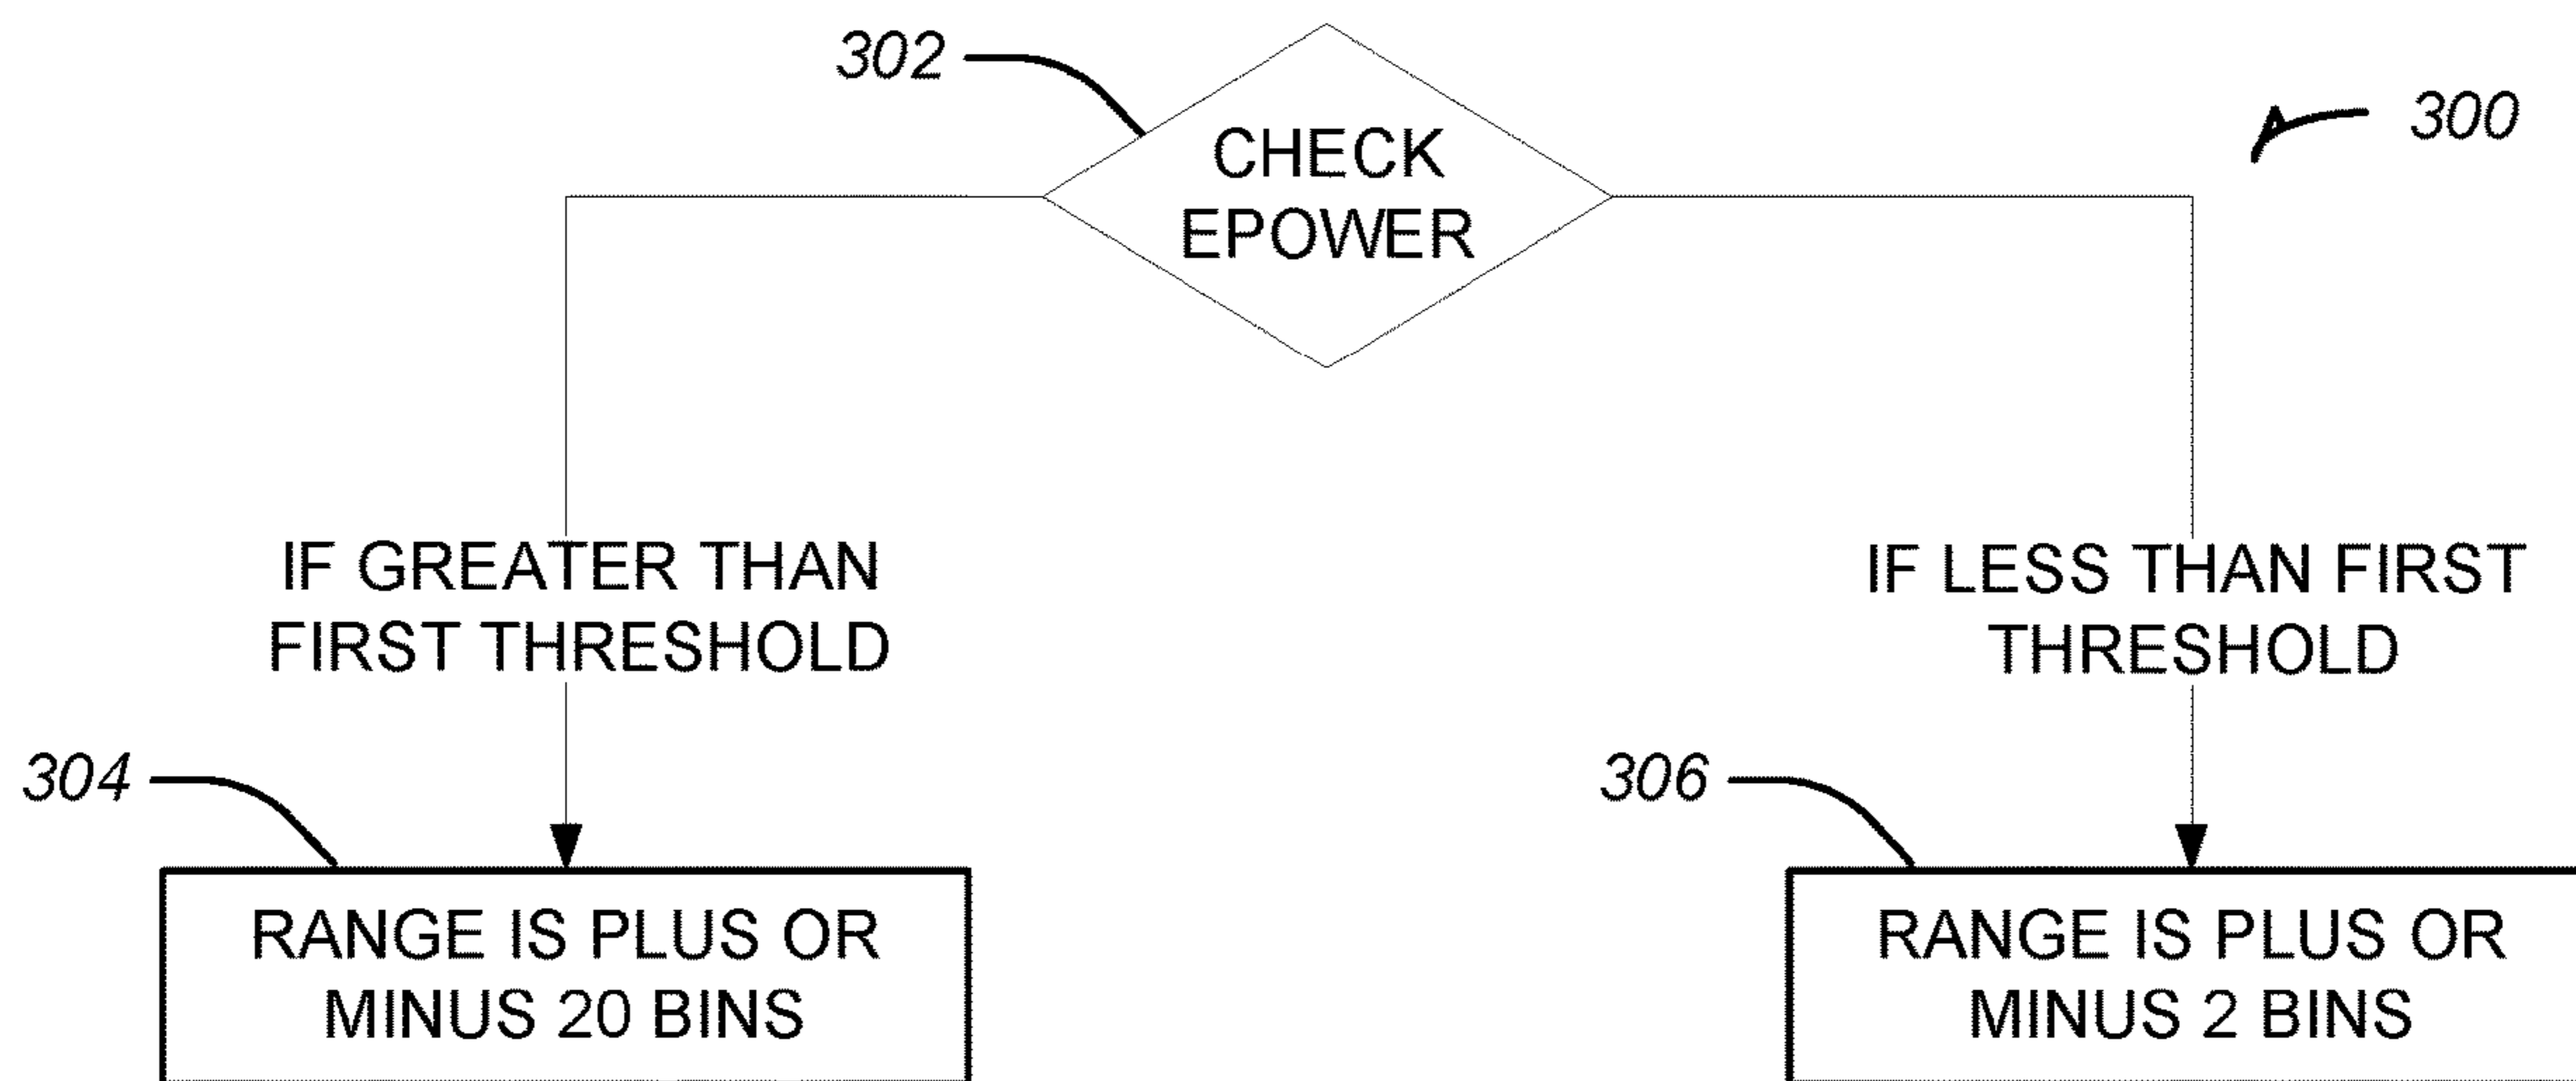 302
CHECK
EPOWER
300
IF GREATER THAN
FIRST THRESHOLD
IF LESS THAN FIRST
THRESHOLD
304
RANGE IS PLUS OR
MINUS 20 BINS
306
RANGE IS PLUS OR
MINUS 2 BINS